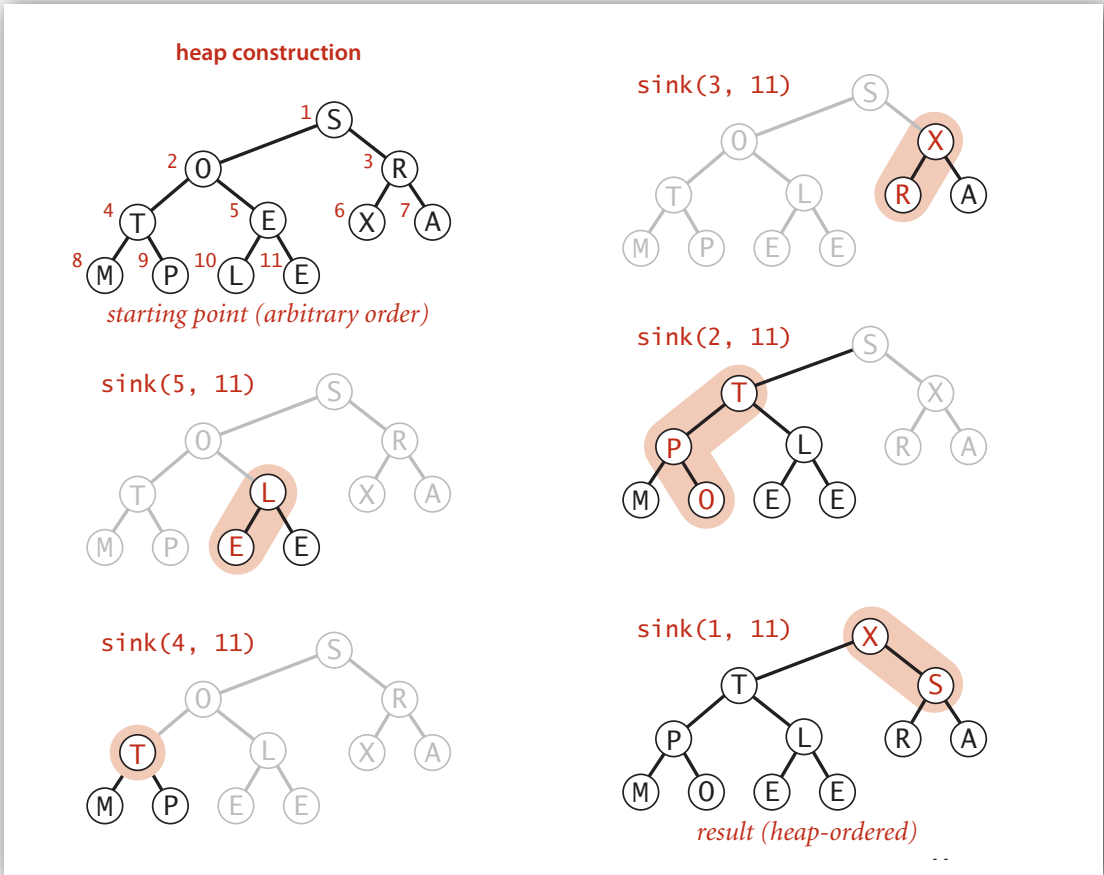 heap construction
1 S
2 O 3 R
4 T 5 E 6 X 7 A
8 M 9 P 10 L 11 E
starting point (arbitrary order)
sink(5, 11)
S
O R
T L X A
M P E E
sink(4, 11)
S
O R
T L X A
M P E E
sink(3, 11)
S
O X
T L R A
M P E E
sink(2, 11)
S
T X
P L R A
M O E E
sink(1, 11)
X
T S
P L R A
M O E E
result (heap-ordered)